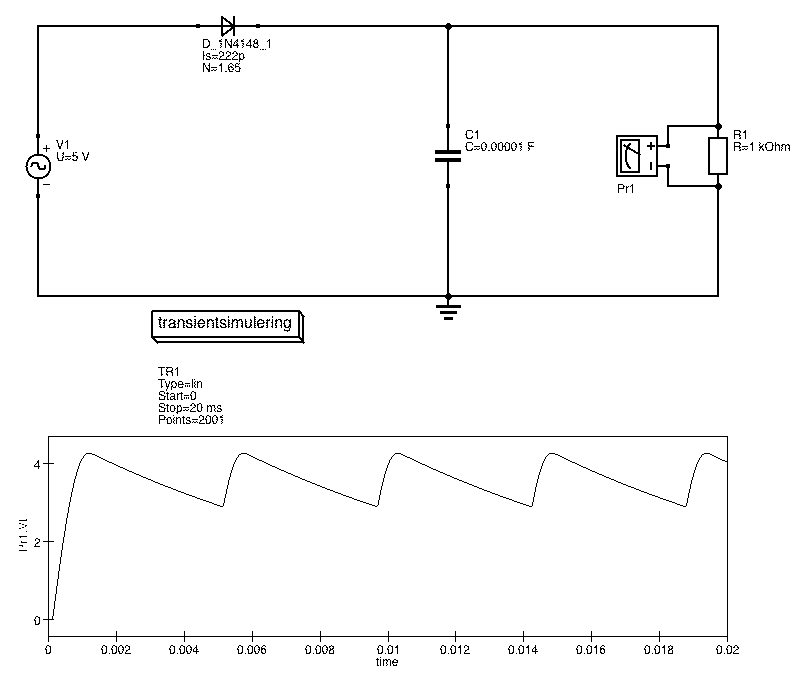 D_1N4148_1
Is=222p
N=1.65
V1
U=5 V
C1
C=0.00001 F
R1
R=1 kOhm
Pr1
transientsimulering
TR1
Type=lin
Start=0
Stop=20 ms
Points=2001
4
2
0
Pr1.Vt
0 0.002 0.004 0.006 0.008 0.01 0.012 0.014 0.016 0.018 0.02
time